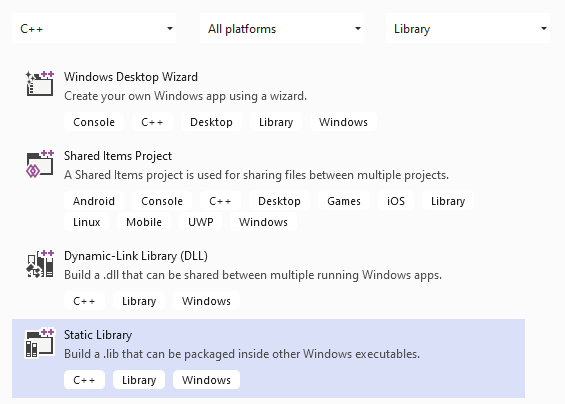 C++ All platforms Library
Windows Desktop Wizard
Create your own Windows app using a wizard.
Console C++ Desktop Library Windows
Shared Items Project
A Shared Items project is used for sharing files between multiple projects.
Android Console C++ Desktop Games iOS Library
Linux Mobile UWP Windows
Dynamic-Link Library (DLL)
Build a .dll that can be shared between multiple running Windows apps.
C++ Library Windows
Static Library
Build a .lib that can be packaged inside other Windows executables.
C++ Library Windows